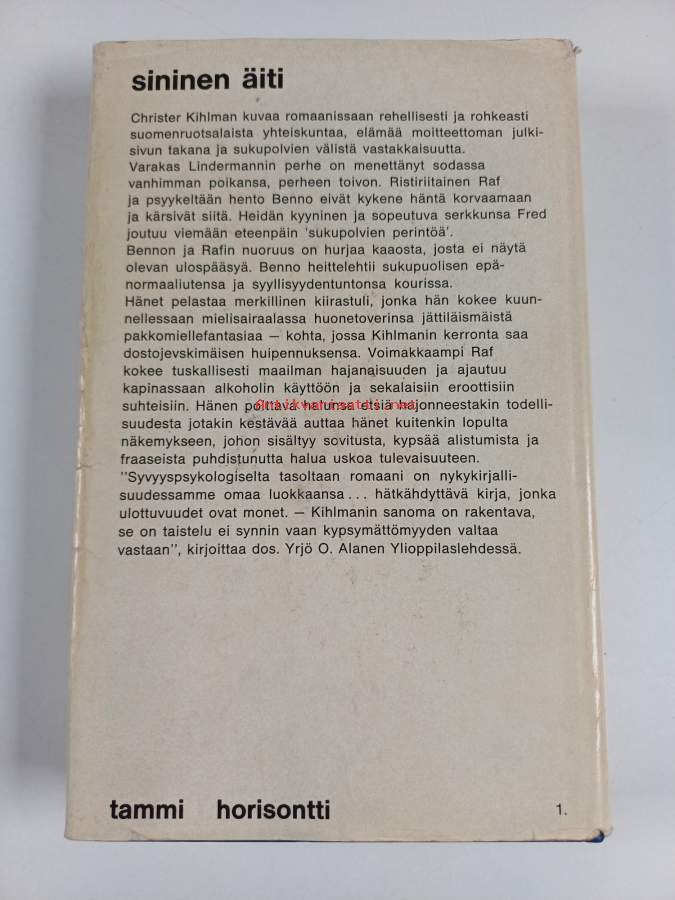 sininen äiti
Christer Kihlman kuvaa romaanissaan rehellisesti ja rohkeasti
suomenruotsalaista yhteiskuntaa, elämää moitteettoman julki-
sivun takana ja sukupolvien välistä vastakkaisuutta.
Varakas Lindermannin perhe on menettänyt sodassa
vanhimman poikansa, perheen toivon. Ristiriitainen Raf
ja psyykeltään hento Benno eivät kykene häntä korvaamaan
ja kärsivät siitä. Heidän kyyninen ja sopeutuva serkkunsa Fred
joutuu viemään eteenpäin 'sukupolvien perintöä'.
Bennon ja Rafin nuoruus on hurjaa kaaosta, josta ei näytä
olevan ulospääsyä. Benno heittelehtii sukupuolisen epä-
normaaliutensa ja syyllisyydentuntonsa kourissa.
Hänet pelastaa merkillinen kiirastuli, jonka hän kokee kuun-
nellessaan mielisairaalassa huonetoverinsa jättiläismäistä
pakkomiellefantasiaa – kohta, jossa Kihlmanin kerronta saa
dostojevskimäisen huipennuksensa. Voimakkaampi Raf
kokee tuskallisesti maailman hajanaisuuden ja ajautuu
kapinassaan alkoholin käyttöön ja sekalaisiin eroottisiin
suhteisiin. Hänen polttava halunsa etsiä hajonneestakin todelli-
suudesta jotakin kestävää auttaa hänet kuitenkin lopulta
näkemykseen, johon sisältyy sovitusta, kypsää alistumista ja
fraaseista puhdistunutta halua uskoa tulevaisuuteen.
"Syvyyspsykologiselta tasoltaan romaani on nykykirjalli-
suudessamme omaa luokkaansa... hätkähdyttävä kirja, jonka
ulottuvuudet ovat monet. – Kihlmanin sanoma on rakentava,
se on taistelu ei synnin vaan kypsymättömyyden valtaa
vastaan", kirjoittaa dos. Yrjö O. Alanen Ylioppilaslehdessä.
Antikvariaatti.net
tammi horisontti
1.